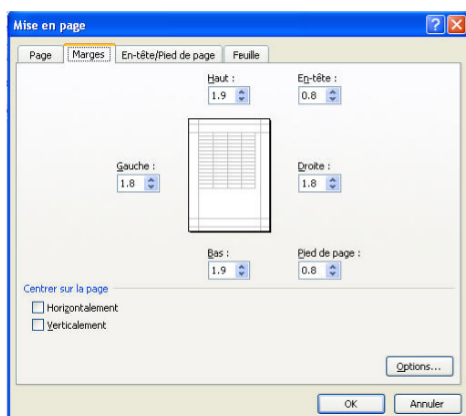 Mise en page
Page Marges En-tête/Pied de page Feuille
Haut : En-tête :
1.9 0.8
Gauche : Droite :
1.8 1.8
Bas : Pied de page :
1.9 0.8
Centrer sur la page
Horizontalement
Verticalement
Options...
OK Annuler